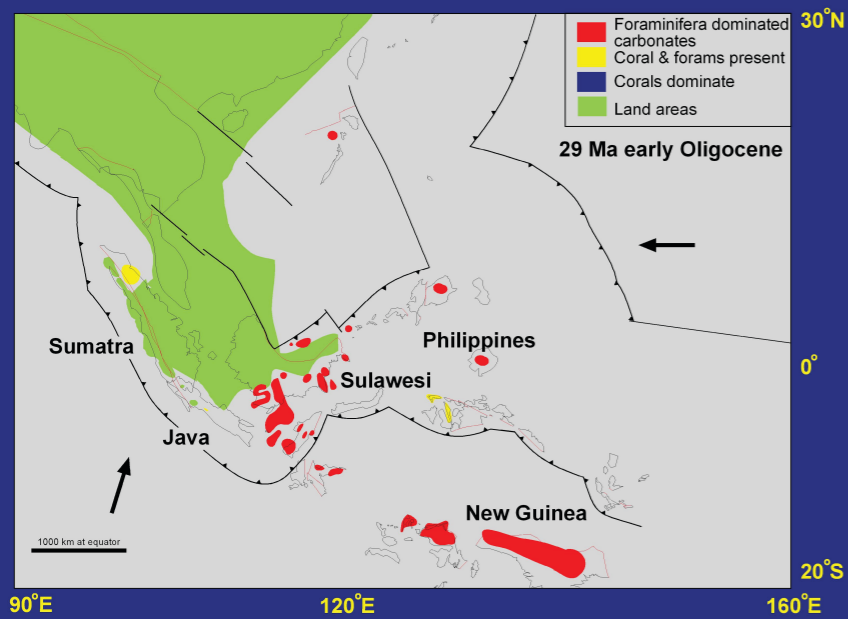 30°N
Foraminifera dominated
carbonates
Coral & forams present
Corals dominate
Land areas
29 Ma early Oligocene
Philippines
Sumatra
0°
Sulawesi
Java
New Guinea
1000 km at equator
20°S
90°E
120°E
160°E